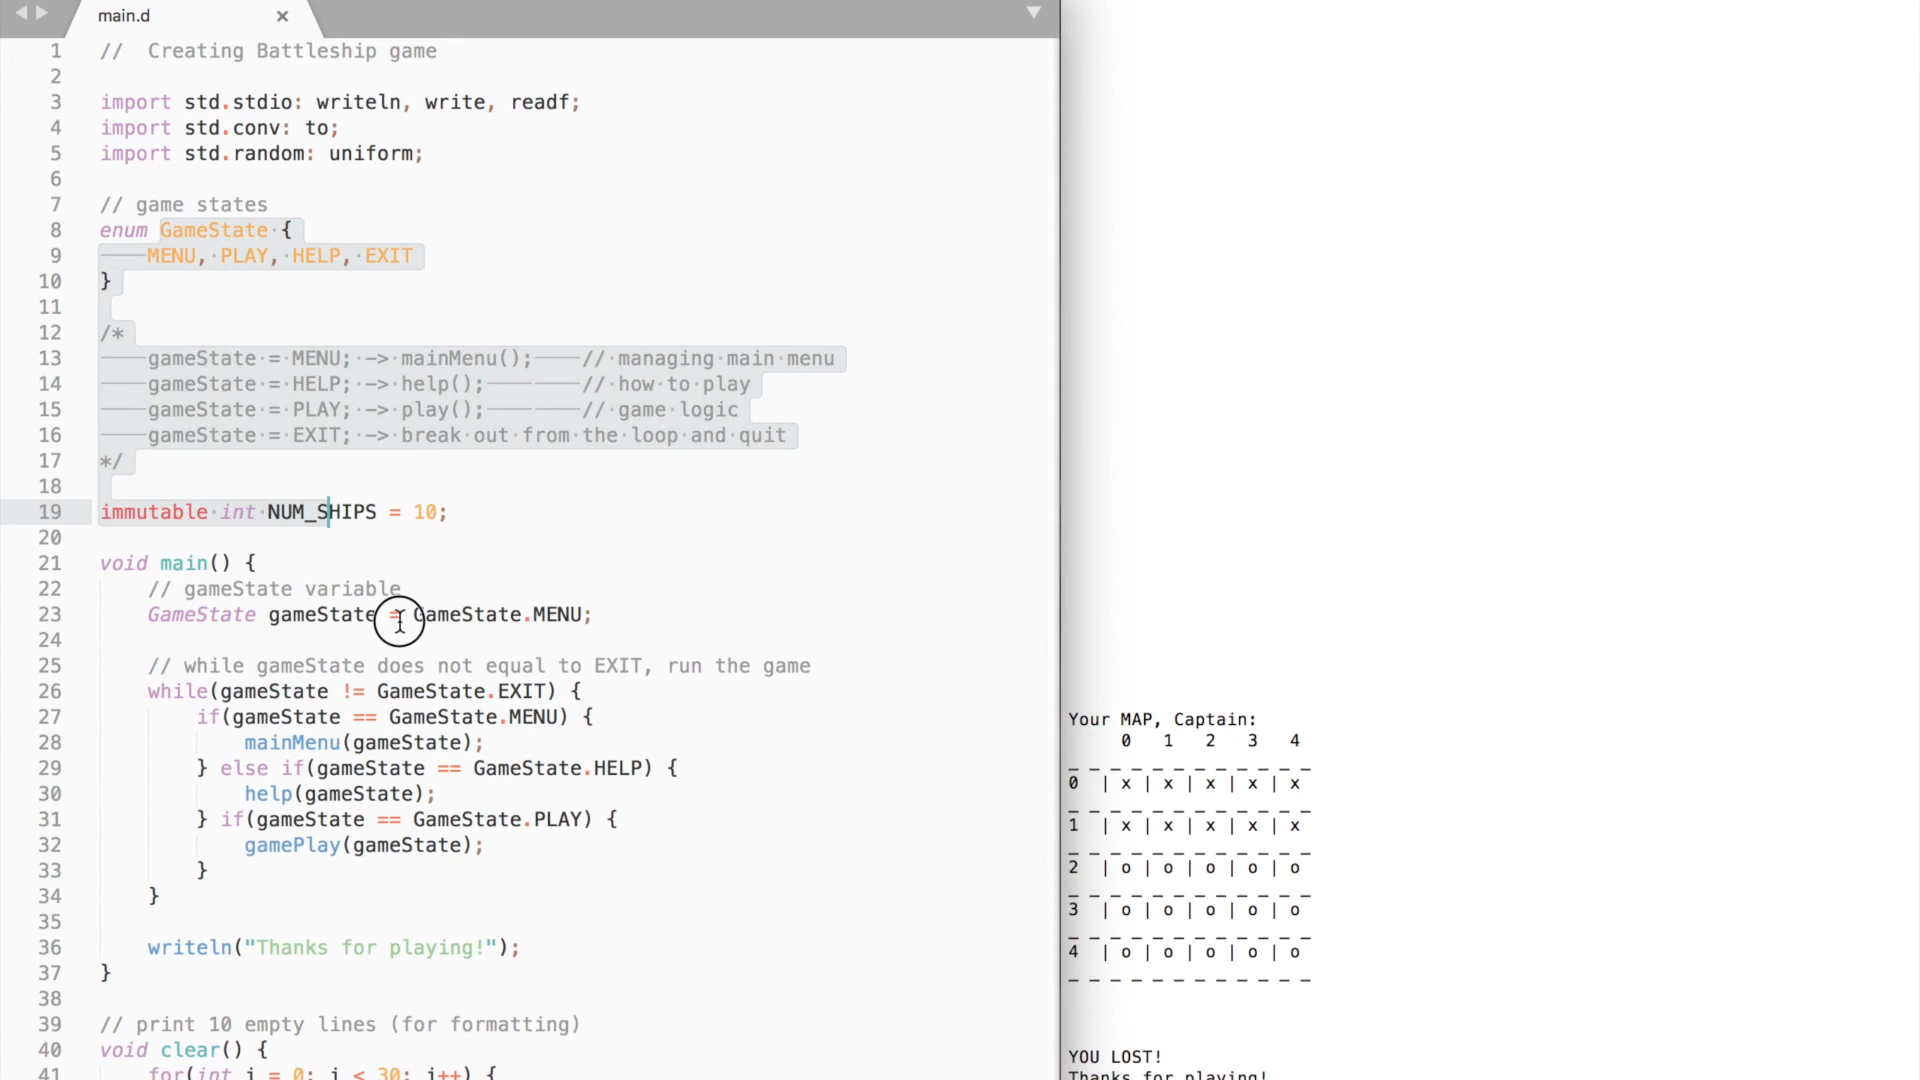 main.d
1 // Creating Battleship game
2
3 import std.stdio: writeln, write, readf;
4 import std.conv: to;
5 import std.random: uniform;
6
7 // game states
8 enum GameState {
9 MENU, PLAY, HELP, EXIT
10 }
11
12 /*
13 gameState = MENU; -> mainMenu(); // managing main menu
14 gameState = HELP; -> help(); // how to play
15 gameState = PLAY; -> play(); // game logic
16 gameState = EXIT; -> break out from the loop and quit
17 */
18
19 immutable int NUM_SHIPS = 10;
20
21 void main() {
22 // gameState variable
23 GameState gameState = GameState.MENU;
24
25 // while gameState does not equal to EXIT, run the game
26 while(gameState != GameState.EXIT) {
27 if(gameState == GameState.MENU) {
28 mainMenu(gameState);
29 } else if(gameState == GameState.HELP) {
30 help(gameState);
31 } if(gameState == GameState.PLAY) {
32 gamePlay(gameState);
33 }
34 }
35
36 writeln("Thanks for playing!");
37 }
38
39 // print 10 empty lines (for formatting)
40 void clear() {
41 for(int i = 0; i < 30; i++) {
Your MAP, Captain:
0 1 2 3 4
_ _ _ _ _ _ _ _ _ _ _ _
0 | x | x | x | x | x
_ _ _ _ _ _ _ _ _ _ _ _
1 | x | x | x | x | x
_ _ _ _ _ _ _ _ _ _ _ _
2 | o | o | o | o | o
_ _ _ _ _ _ _ _ _ _ _ _
3 | o | o | o | o | o
_ _ _ _ _ _ _ _ _ _ _ _
4 | o | o | o | o | o
_ _ _ _ _ _ _ _ _ _ _ _
YOU LOST!
Thanks for playing!